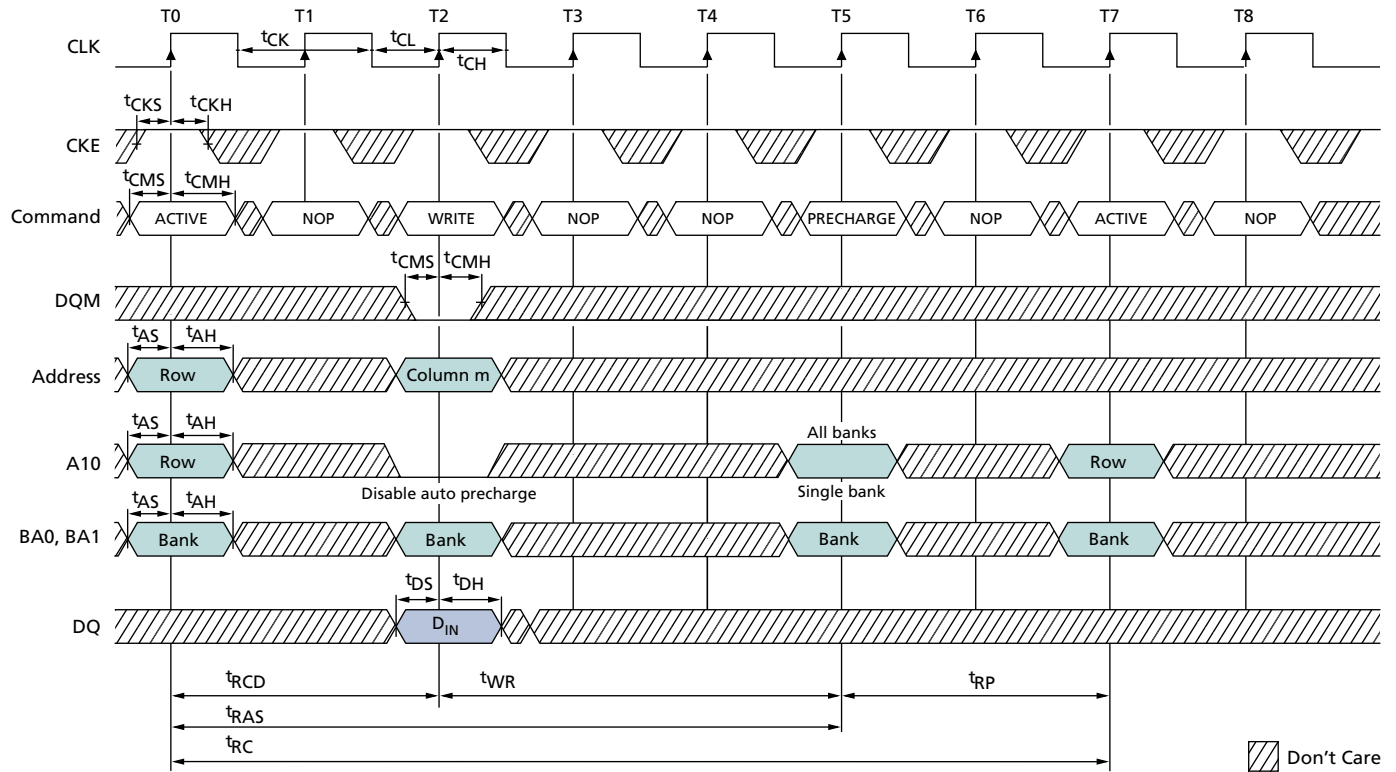 T0 T1 T2 T3 T4 T5 T6 T7 T8
CLK
tCK
tCL
tCH
tCKS tCKH
CKE
tCMS tCMH
Command ACTIVE NOP WRITE NOP NOP PRECHARGE NOP ACTIVE NOP
tCMS tCMH
DQM
tAS tAH
Address Row Column m
tAS tAH
All banks
A10 Row Row
Disable auto precharge Single bank
tAS tAH
BA0, BA1 Bank Bank Bank Bank
tDS tDH
DQ DIN
tRCD tWR tRP
tRAS
tRC
Don't Care